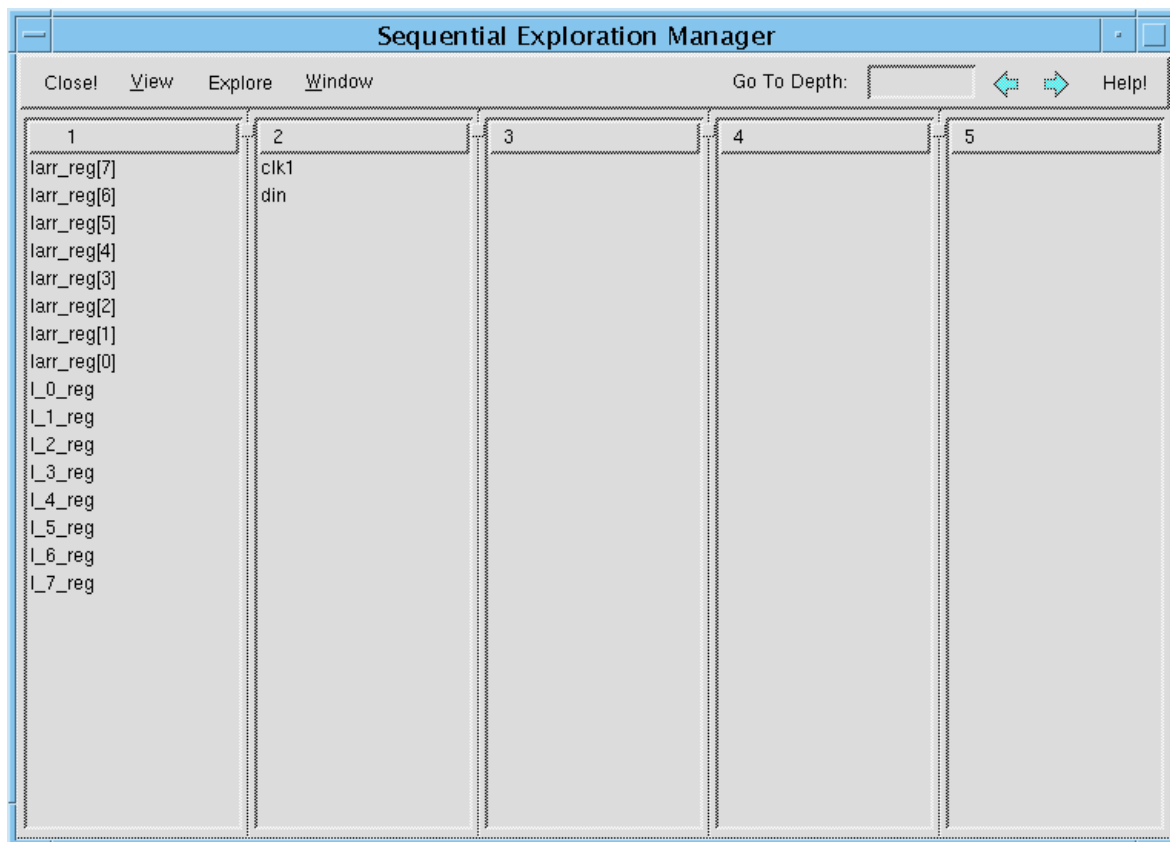 Sequential Exploration Manager
Close! View Explore Window Go To Depth: Help!
1 2 3 4 5
larr_reg[7] clk1
larr_reg[6] din
larr_reg[5]
larr_reg[4]
larr_reg[3]
larr_reg[2]
larr_reg[1]
larr_reg[0]
l_0_reg
l_1_reg
l_2_reg
l_3_reg
l_4_reg
l_5_reg
l_6_reg
l_7_reg